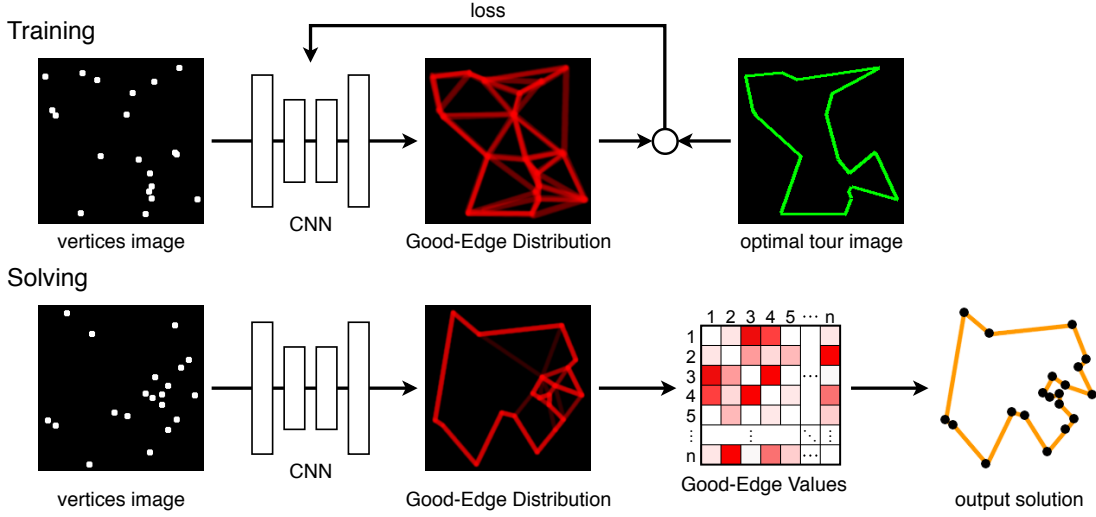 loss
Training
CNN
vertices image
Good-Edge Distribution
optimal tour image
Solving
1 2 3 4 5 ⋯ n
1
2
3 ⋯
4
5
⋮ ⋮ ⋱ ⋮
n ⋯
CNN
vertices image
Good-Edge Distribution
Good-Edge Values
output solution